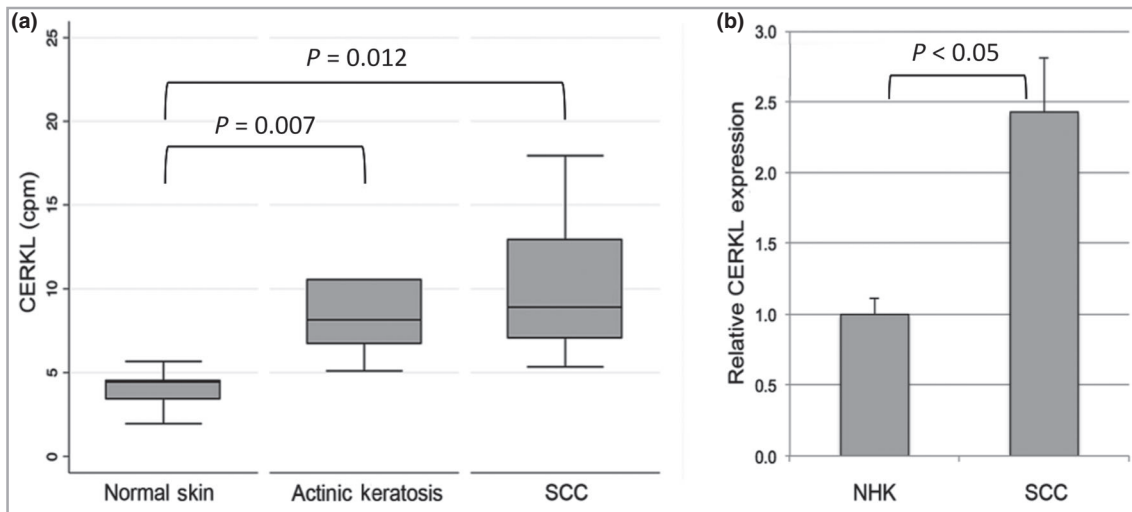 (a)
CERKL (cpm)
25
20
15
10
5
0
P = 0.012
P = 0.007
Normal skin
Actinic keratosis
SCC
(b)
Relative CERKL expression
3.0
2.5
2.0
1.5
1.0
0.5
0.0
P < 0.05
NHK
SCC